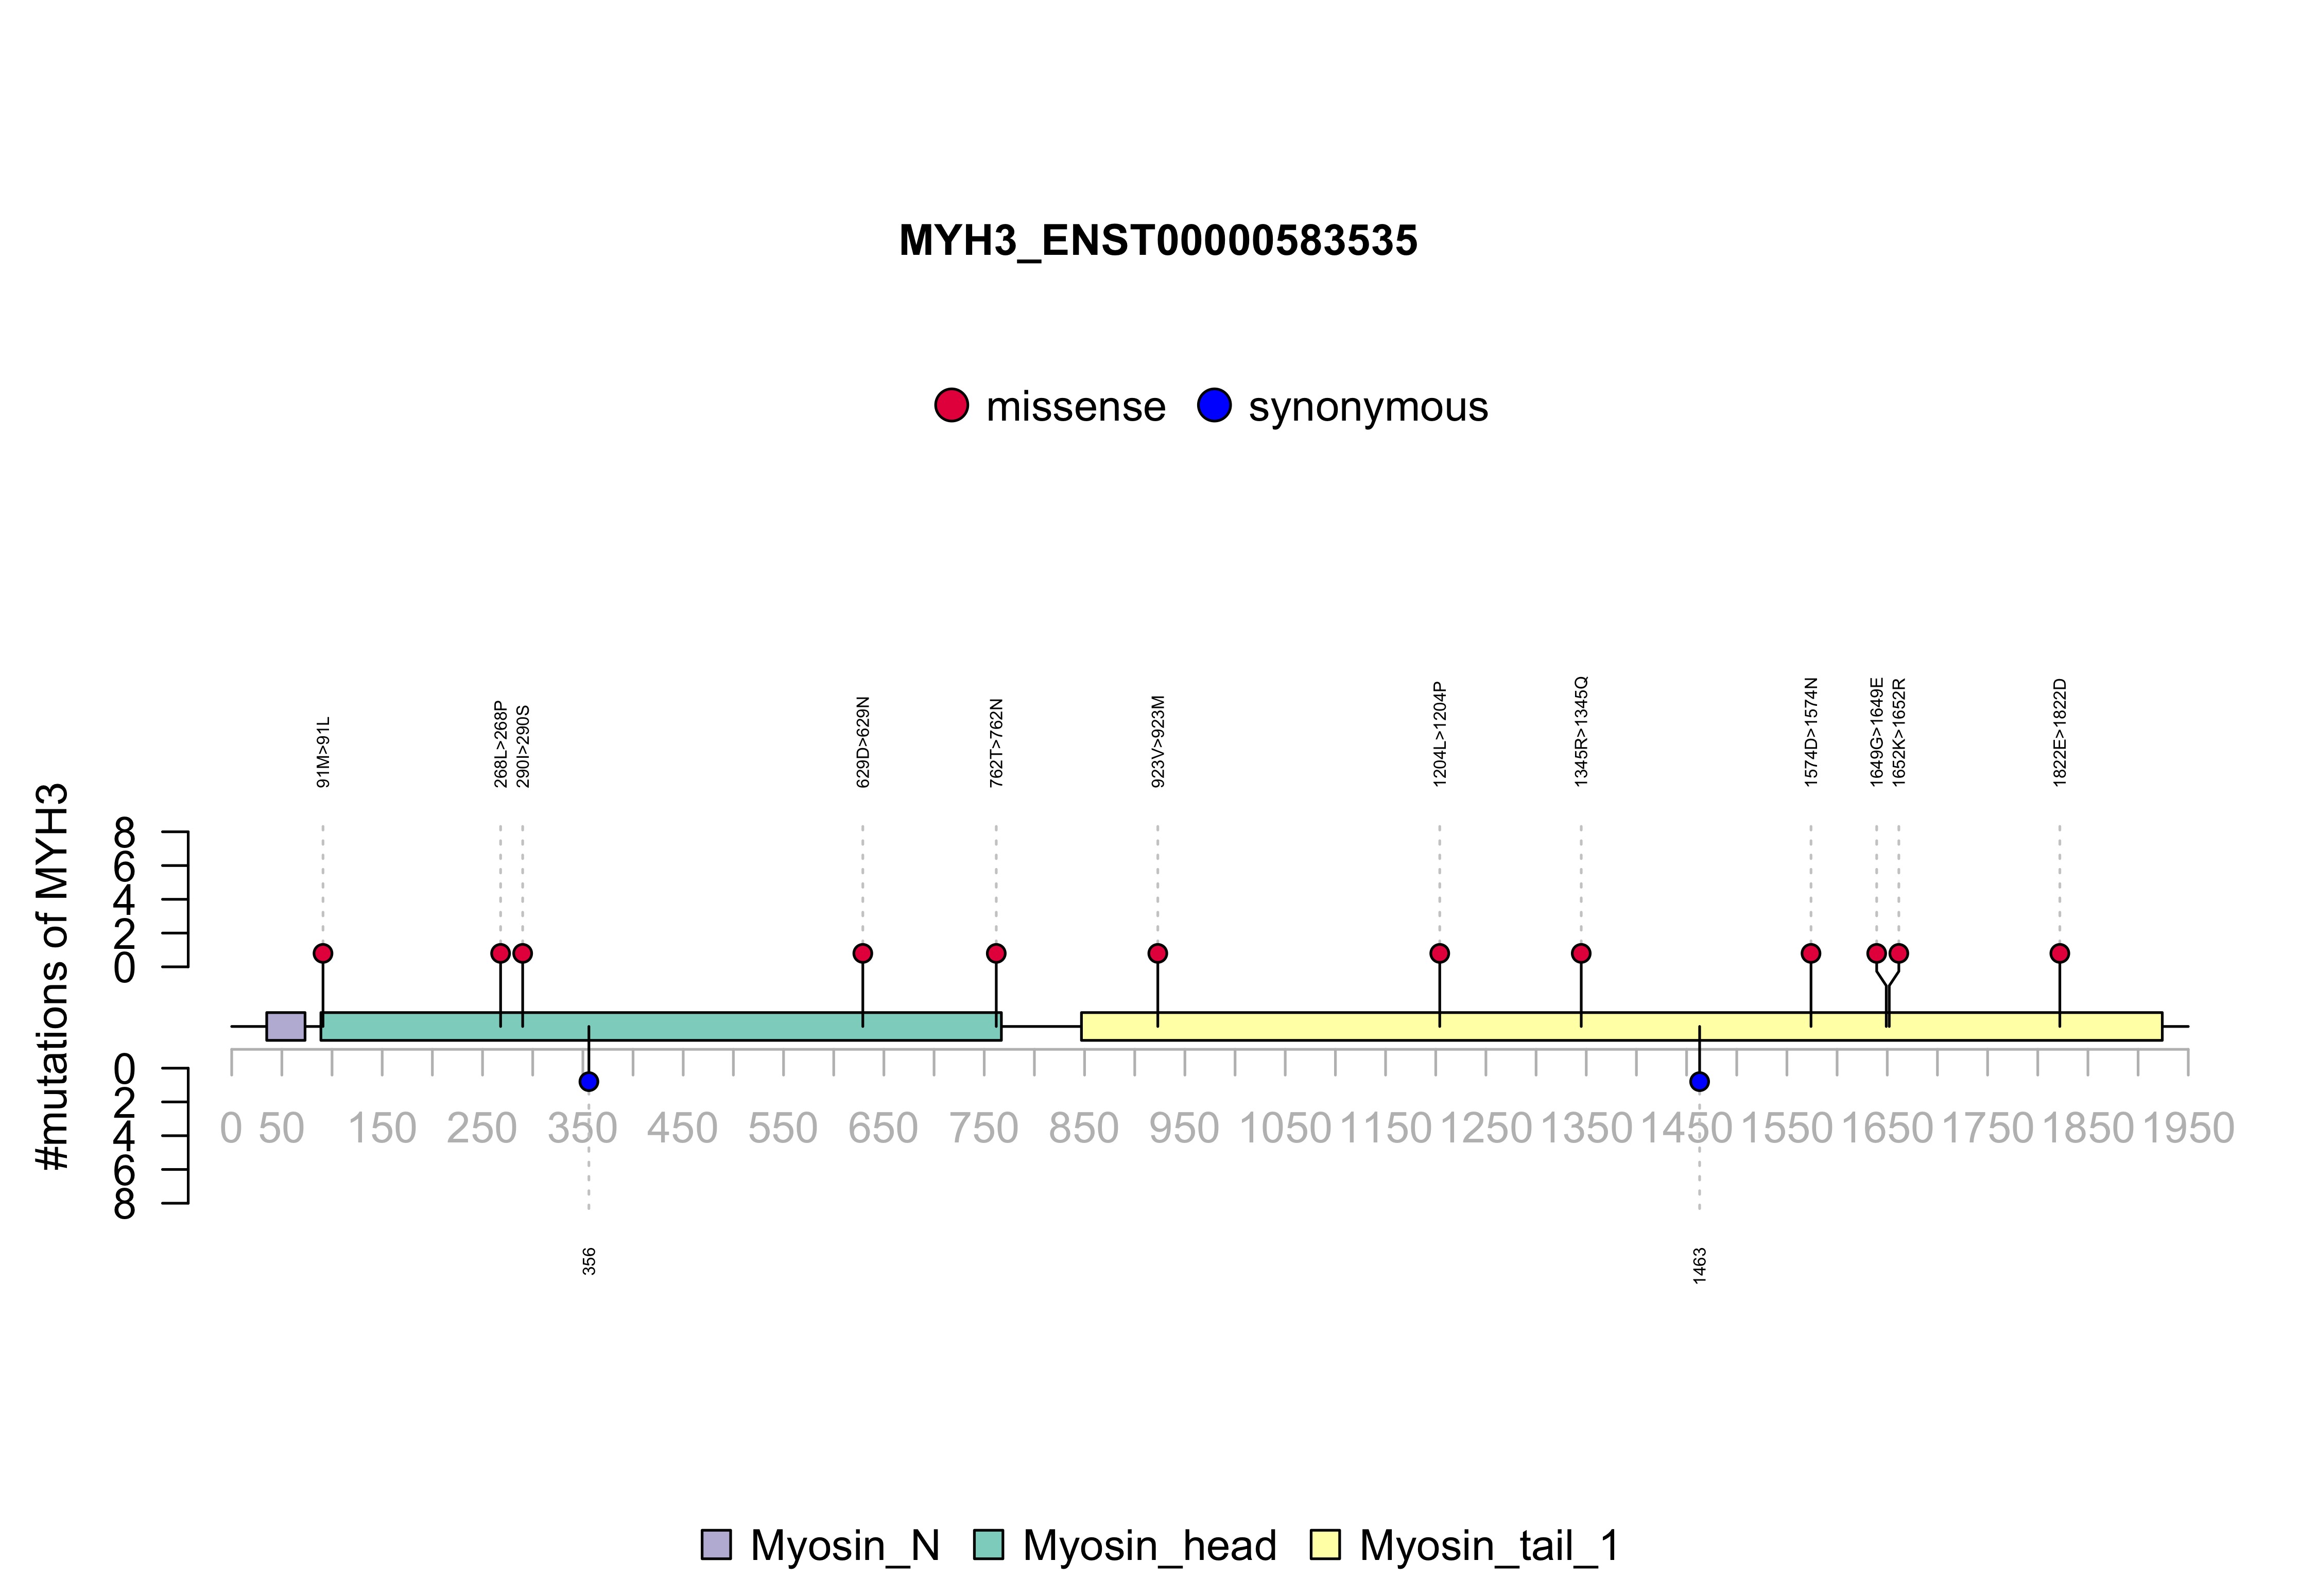 MYH3_ENST00000583535
missense synonymous
91M>91L
268L>268P
290I>290S
629D>629N
762T>762N
923V>923M
1204L>1204P
1345R>1345Q
1574D>1574N
1649G>1649E
1652K>1652R
1822E>1822D
#mutations of MYH3
8
6
4
2
0
0
2
4
6
8
0 50 150 250 350 450 550 650 750 850 950 1050 1150 1250 1350 1450 1550 1650 1750 1850 1950
356
1463
Myosin_N Myosin_head Myosin_tail_1